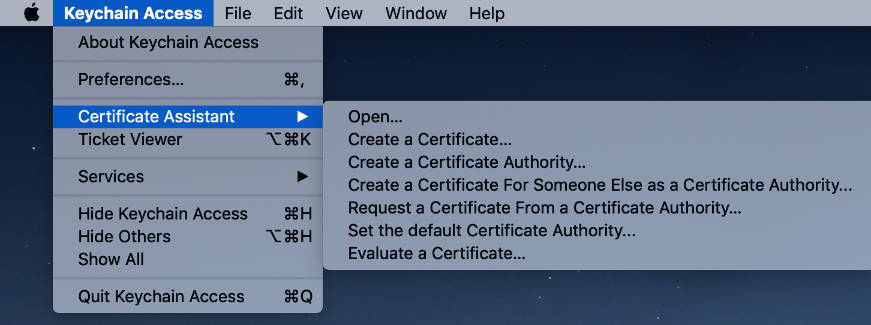 Keychain Access File Edit View Window Help
About Keychain Access
Preferences... ⌘,
Certificate Assistant ▶
Ticket Viewer ⌥⌘K
Services ▶
Hide Keychain Access ⌘H
Hide Others ⌥⌘H
Show All
Quit Keychain Access ⌘Q
Open...
Create a Certificate...
Create a Certificate Authority...
Create a Certificate For Someone Else as a Certificate Authority...
Request a Certificate From a Certificate Authority...
Set the default Certificate Authority...
Evaluate a Certificate...